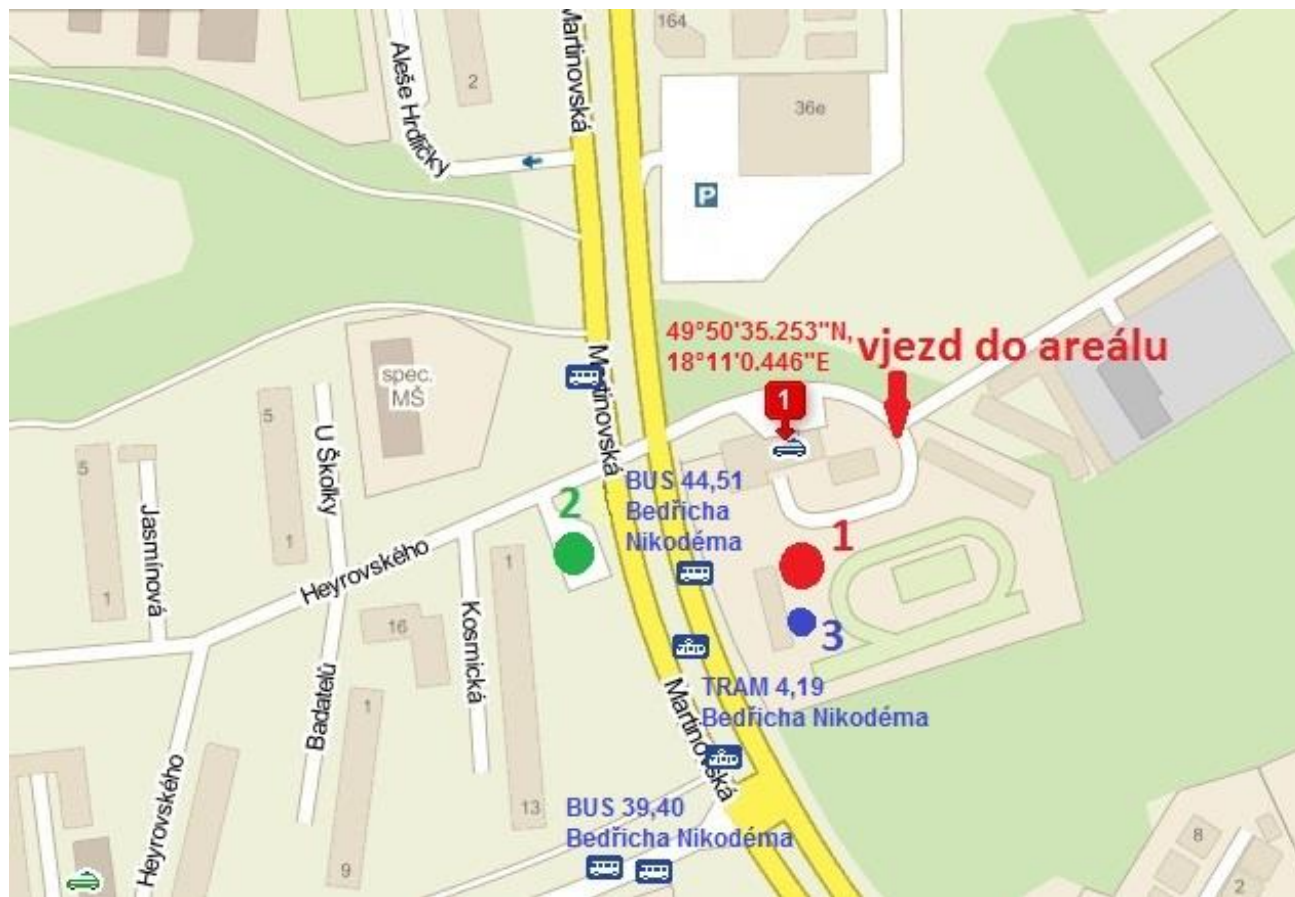 Martinovská
164
Aleše Hrdličky
2
Martinovská
36e
P
49°50'35.253"N,
18°11'0.446"E
vjezd do areálu
1
spec.
MŠ
Martinovská
5
U Školky
5
Jasmínová
1
1
2
BUS 44,51
Bedřicha
Nikodéma
1
Heyrovského
1
Kosmická
16
3
Badatelů
1
TRAM 4,19
Bedřicha Nikodéma
Martinovská
Heyrovského
13
BUS 39,40
Bedřicha Nikodéma
9
8
2